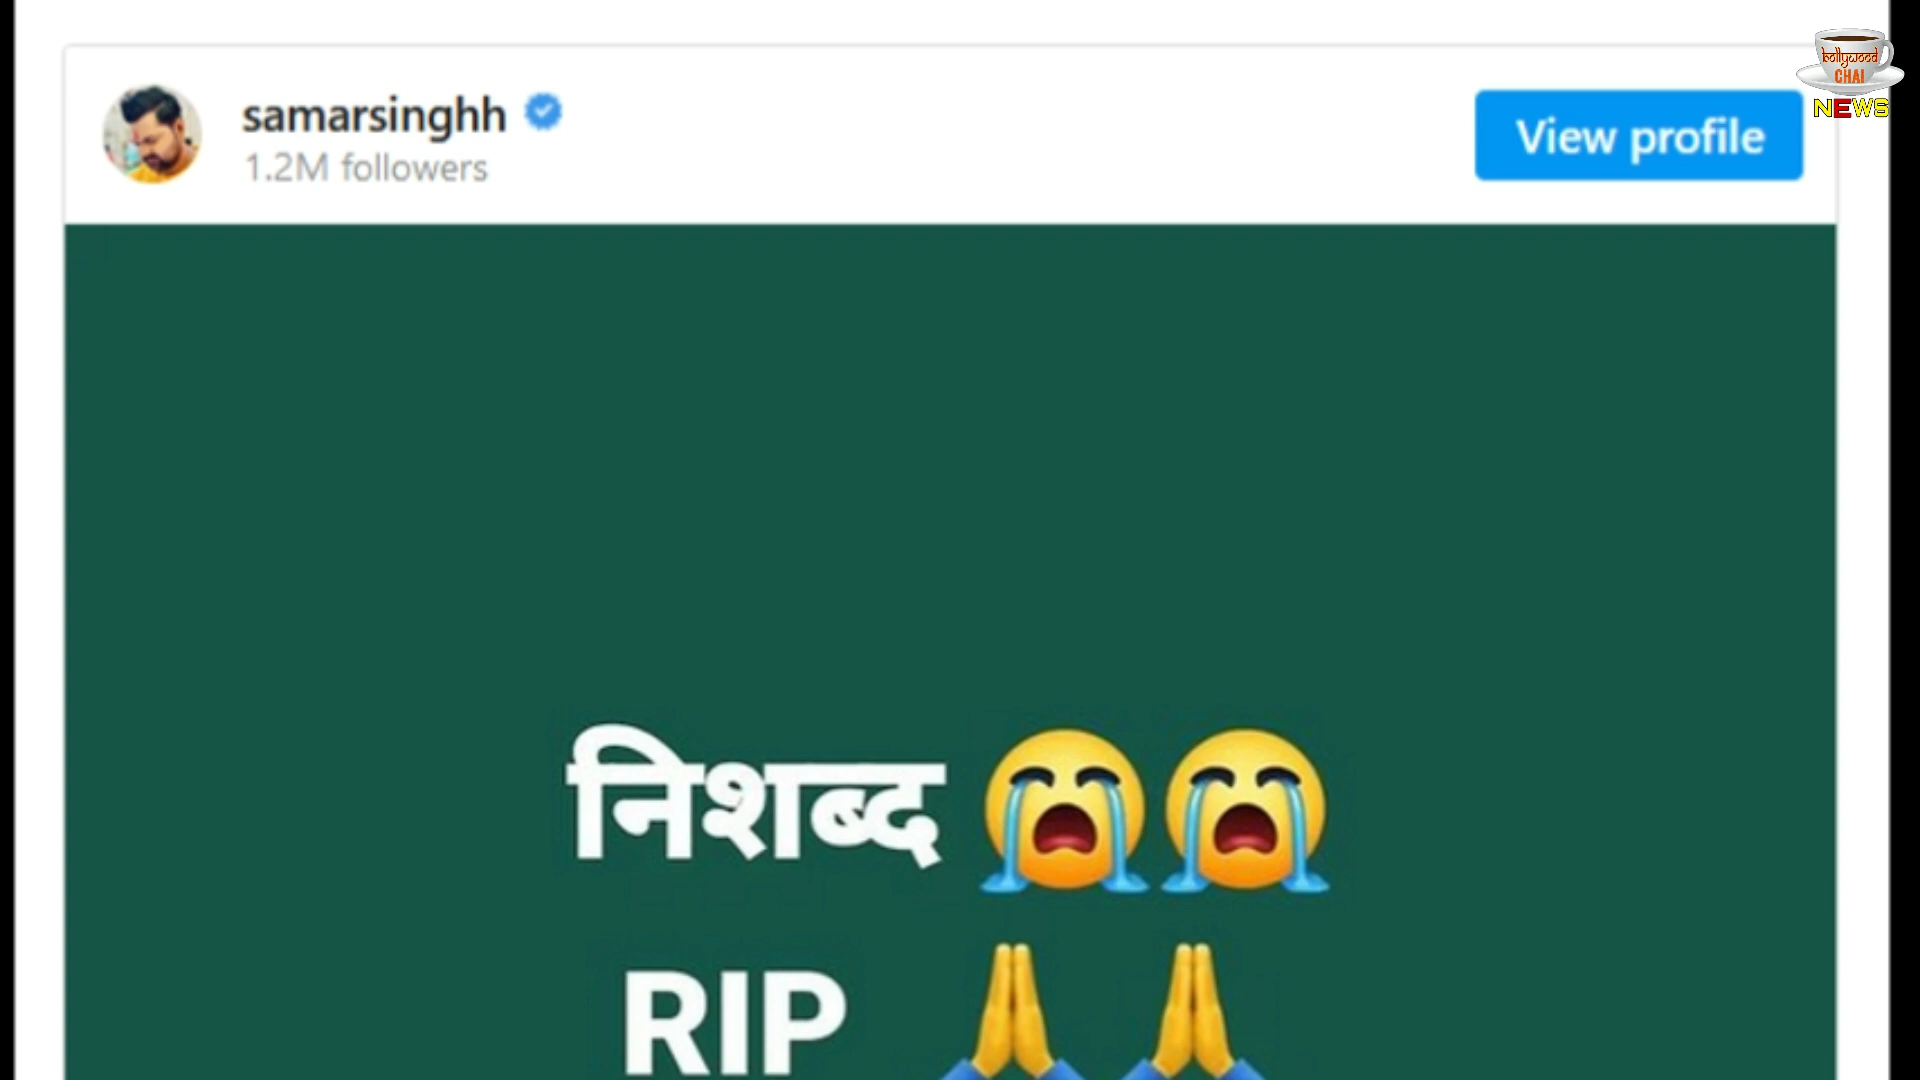 samarsinghh
1.2M followers
View profile
bollywood
CHAI
NEWS
निशब्द 😭😭
RIP 🙏🙏